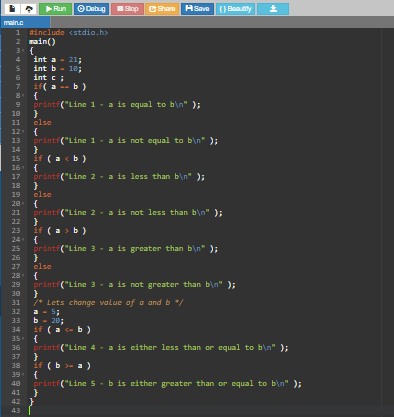 Run Debug Stop Share Save {} Beautify
main.c
1 #include <stdio.h>
2 main()
3 {
4 int a = 21;
5 int b = 10;
6 int c ;
7 if( a == b )
8 {
9 printf("Line 1 - a is equal to b\n" );
10 }
11 else
12 {
13 printf("Line 1 - a is not equal to b\n" );
14 }
15 if ( a < b )
16 {
17 printf("Line 2 - a is less than b\n" );
18 }
19 else
20 {
21 printf("Line 2 - a is not less than b\n" );
22 }
23 if ( a > b )
24 {
25 printf("Line 3 - a is greater than b\n" );
26 }
27 else
28 {
29 printf("Line 3 - a is not greater than b\n" );
30 }
31 /* Lets change value of a and b */
32 a = 5;
33 b = 20;
34 if ( a <= b )
35 {
36 printf("Line 4 - a is either less than or equal to b\n" );
37 }
38 if ( b >= a )
39 {
40 printf("Line 5 - b is either greater than or equal to b\n" );
41 }
42 }
43